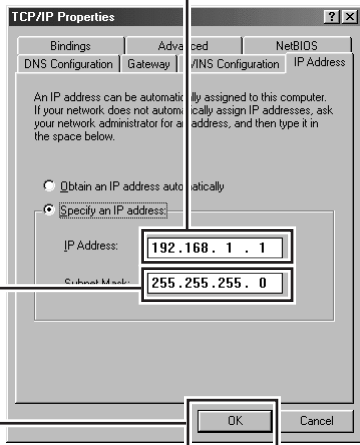 TCP/IP Properties
? ×
Bindings Advanced NetBIOS
DNS Configuration Gateway WINS Configuration IP Address
An IP address can be automatically assigned to this computer.
If your network does not automatically assign IP addresses, ask
your network administrator for an address, and then type it in
the space below.
Obtain an IP address automatically
Specify an IP address:
IP Address:
192.168. 1 . 1
Subnet Mask:
255.255.255. 0
OK Cancel